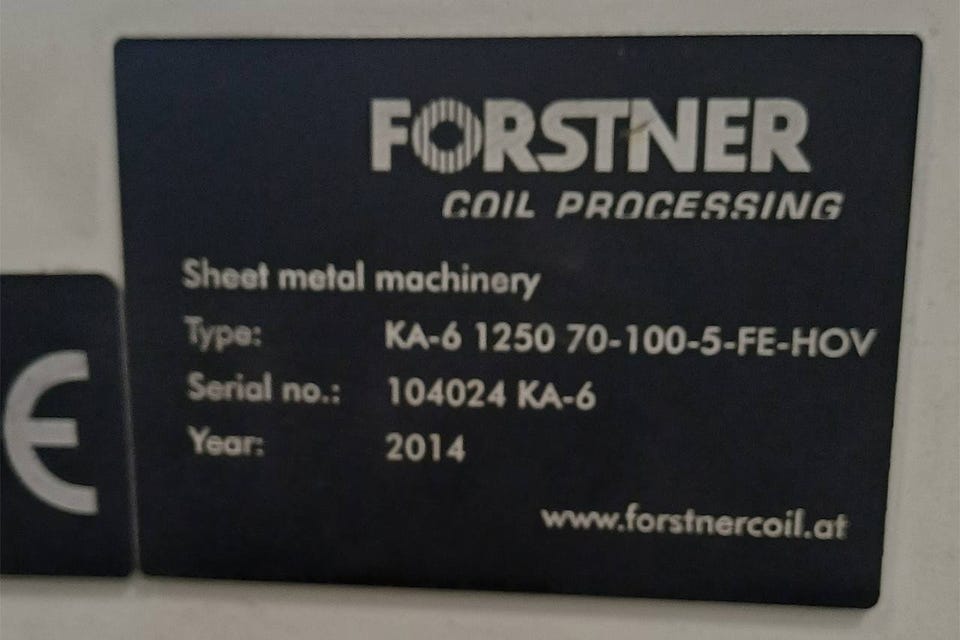 FORSTNER
COIL PROCESSING
Sheet metal machinery
Type: KA-6 1250 70-100-5-FE-HOV
Serial no.: 104024 KA-6
Year: 2014
www.forstnercoil.at
CE